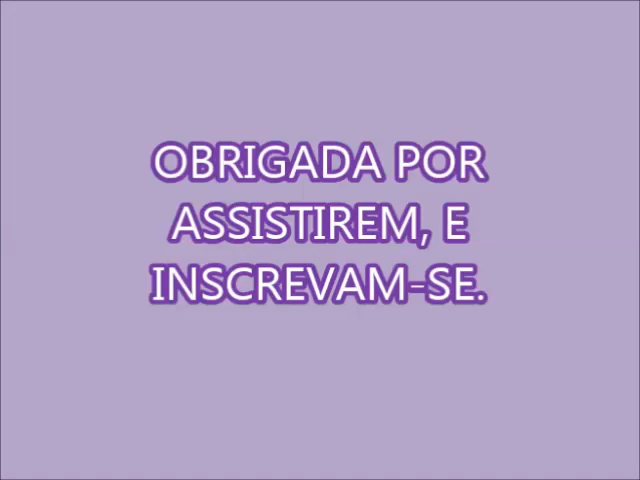 OBRIGADA POR
ASSISTIREM, E
INSCREVAM-SE.